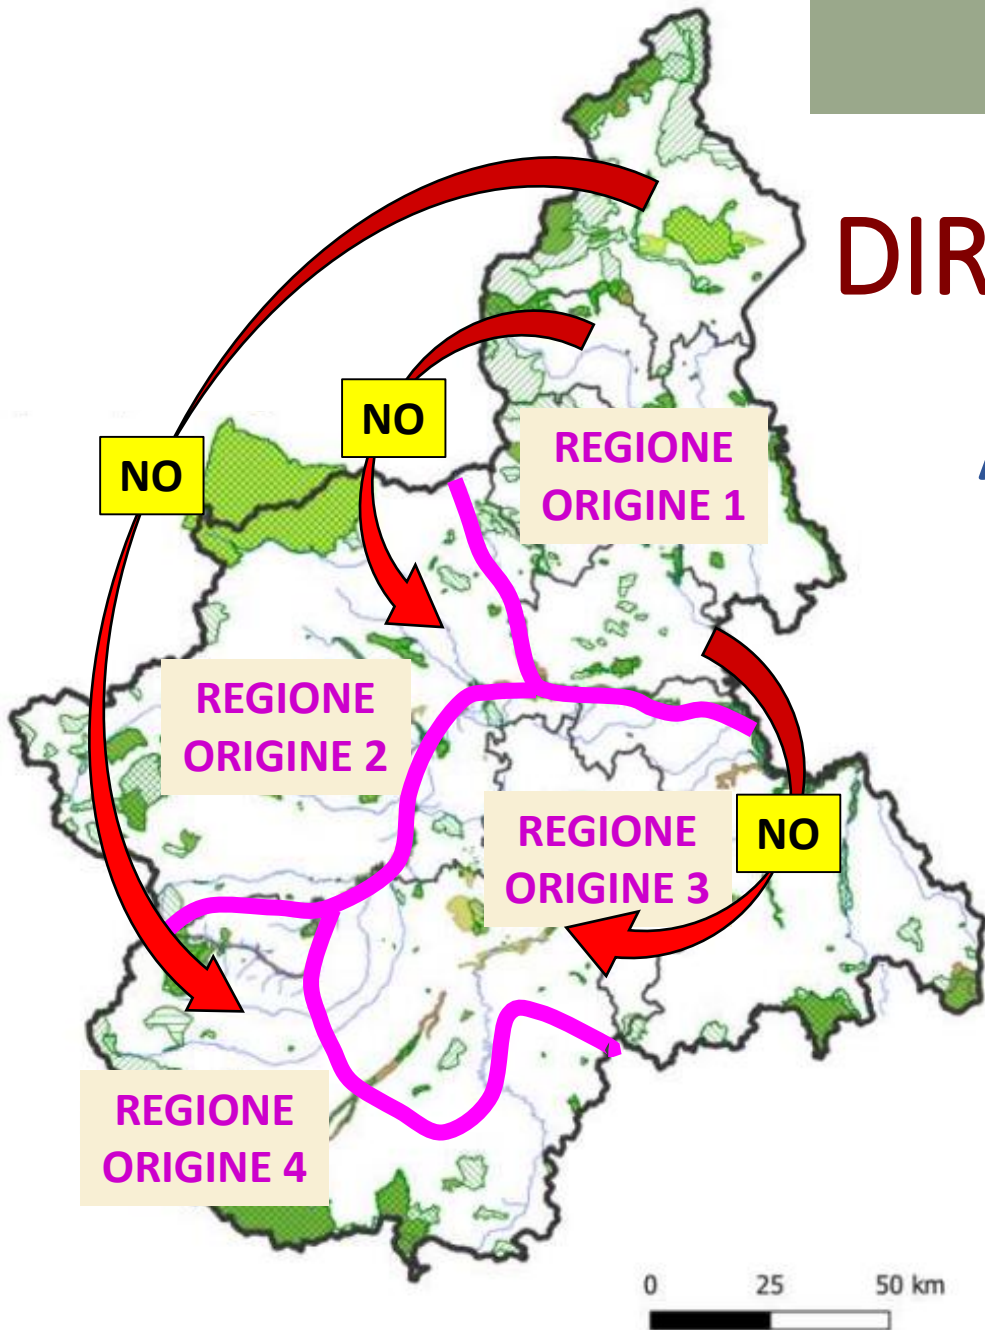 DIR
NO
NO
REGIONE
ORIGINE 1
REGIONE
ORIGINE 2
REGIONE
ORIGINE 3
NO
REGIONE
ORIGINE 4
0 25 50 km